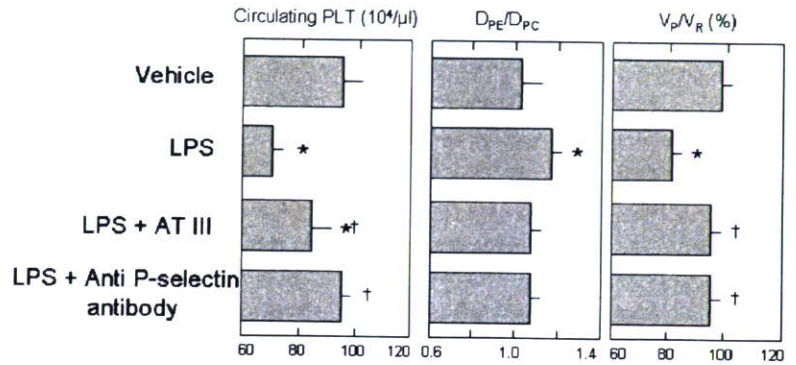 Circulating PLT (10⁴/μl) D_PE/D_PC V_P/V_R (%)
Vehicle
LPS *  *  *
LPS + AT III *† †
LPS + Anti P-selectin
antibody † †
60 80 100 120 0.6 1.0 1.4 60 80 100 120